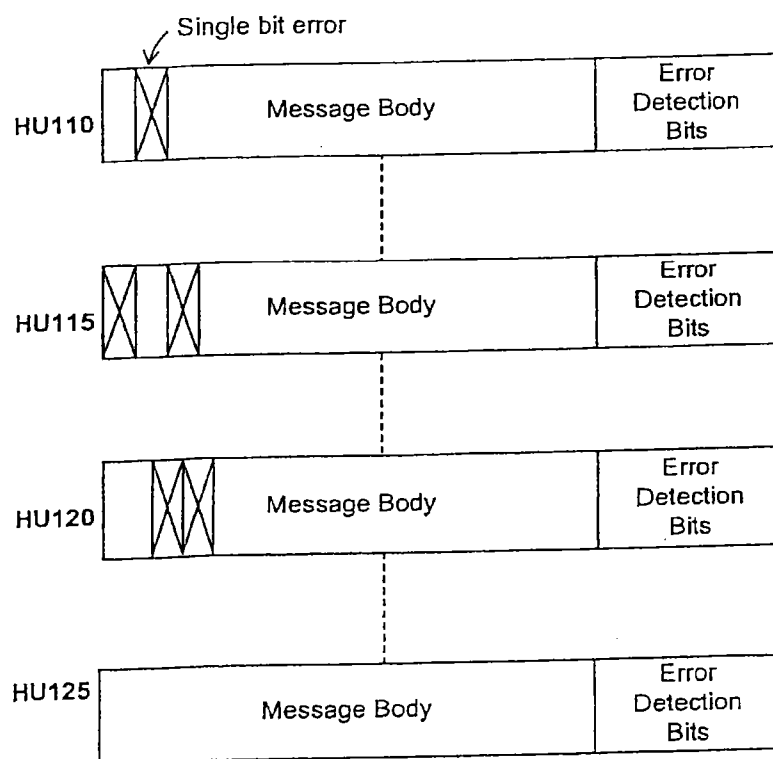 Single bit error
HU110
Message Body
Error
Detection
Bits
HU115
Message Body
Error
Detection
Bits
HU120
Message Body
Error
Detection
Bits
HU125
Message Body
Error
Detection
Bits